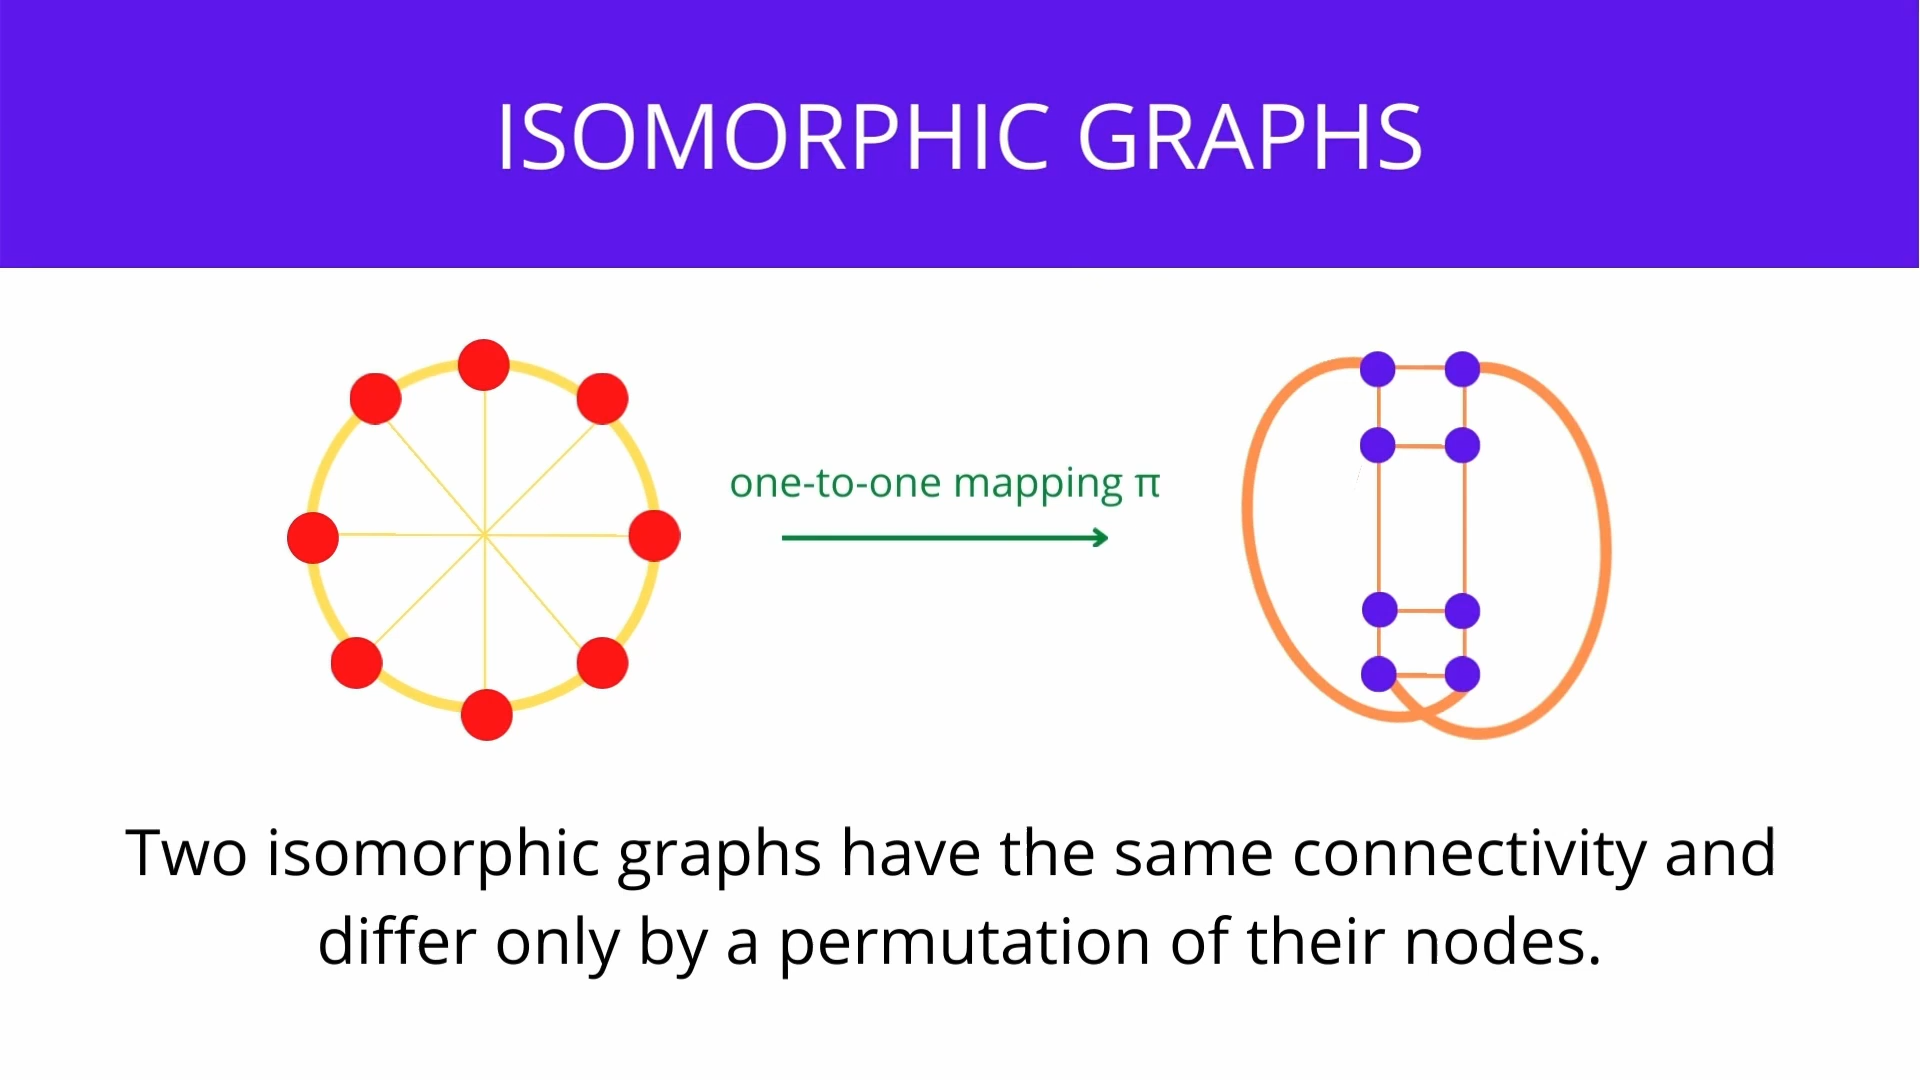 ISOMORPHIC GRAPHS
one-to-one mapping π
Two isomorphic graphs have the same connectivity and
differ only by a permutation of their nodes.